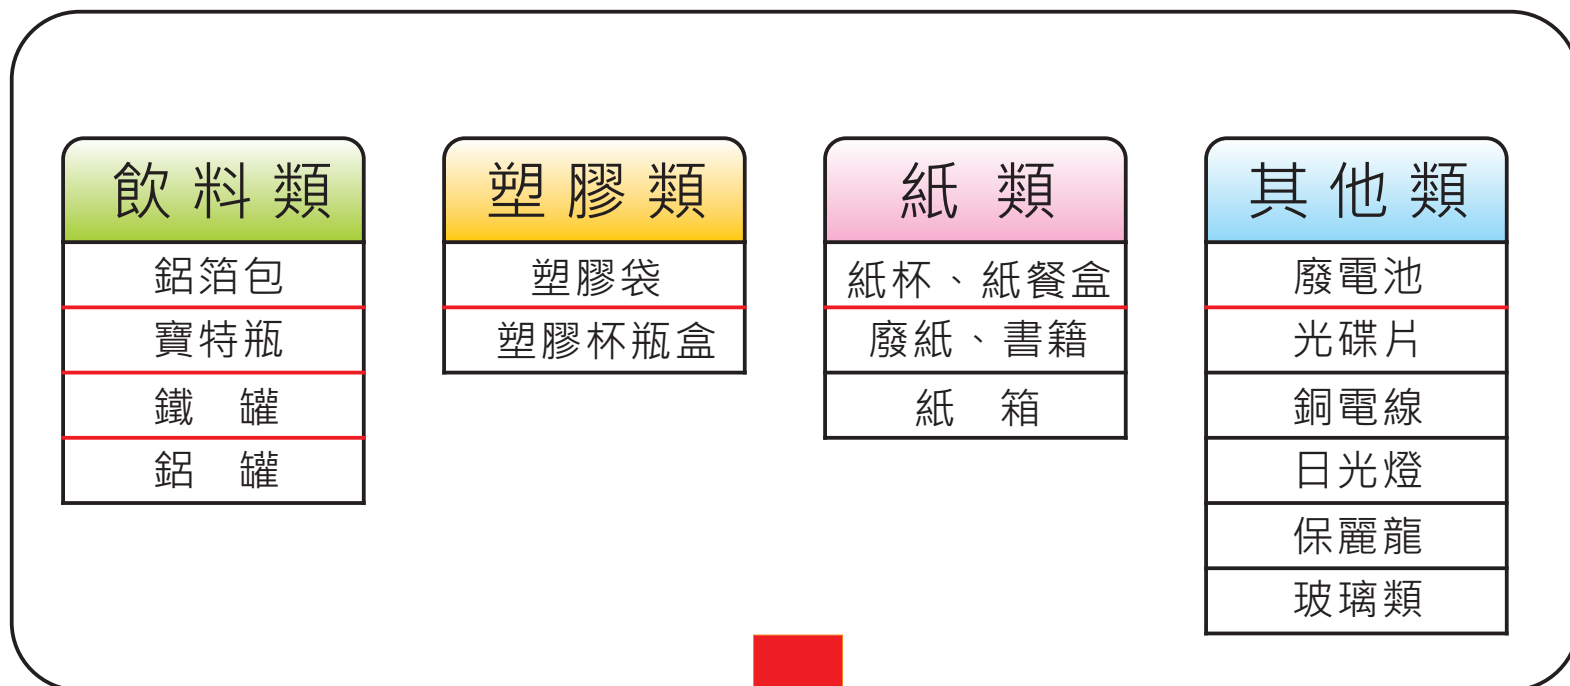 飲料類
鋁箔包
寶特瓶
鐵 罐
鋁 罐
塑膠類
塑膠袋
塑膠杯瓶盒
紙 類
紙杯、紙餐盒
廢紙、書籍
紙 箱
其他類
廢電池
光碟片
銅電線
日光燈
保麗龍
玻璃類